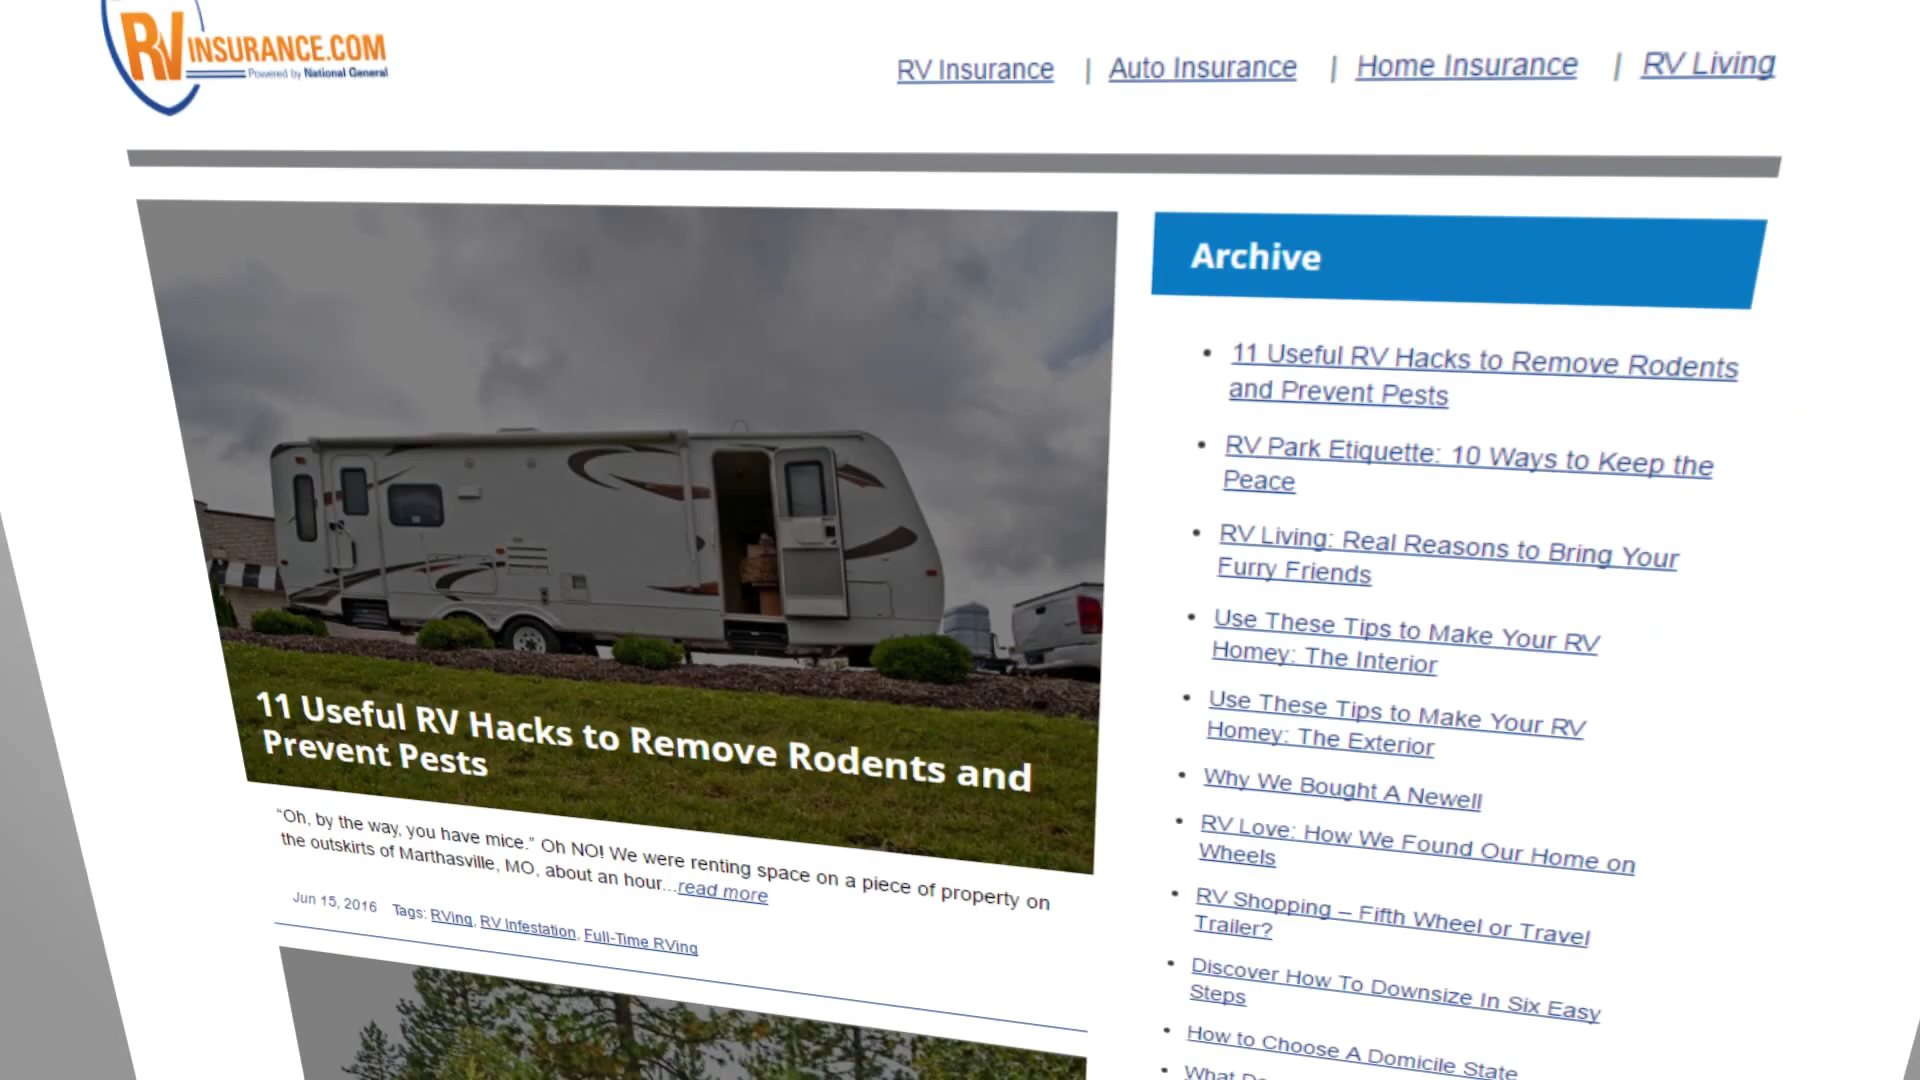 RVINSURANCE.COM
Powered by National General
RV Insurance | Auto Insurance | Home Insurance | RV Living
11 Useful RV Hacks to Remove Rodents and
Prevent Pests
“Oh, by the way, you have mice.” Oh NO! We were renting space on a piece of property on
the outskirts of Marthasville, MO, about an hour...read more
Jun 15, 2016 Tags: RVing, RV Infestation, Full-Time RVing
Archive
• 11 Useful RV Hacks to Remove Rodents
and Prevent Pests
• RV Park Etiquette: 10 Ways to Keep the
Peace
• RV Living: Real Reasons to Bring Your
Furry Friends
• Use These Tips to Make Your RV
Homey: The Interior
• Use These Tips to Make Your RV
Homey: The Exterior
• Why We Bought A Newell
• RV Love: How We Found Our Home on
Wheels
• RV Shopping – Fifth Wheel or Travel
Trailer?
• Discover How To Downsize In Six Easy
Steps
• How to Choose A Domicile State
• What